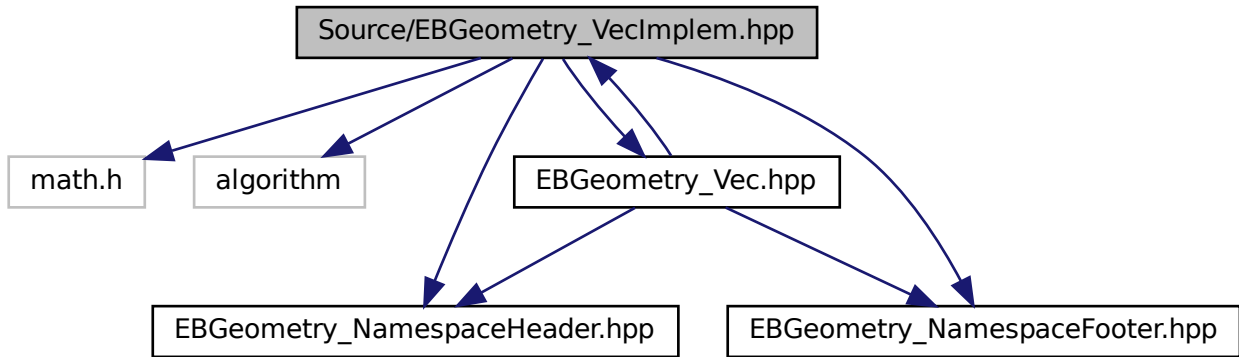 Source/EBGeometry_VecImplem.hpp
math.h
algorithm
EBGeometry_Vec.hpp
EBGeometry_NamespaceHeader.hpp
EBGeometry_NamespaceFooter.hpp